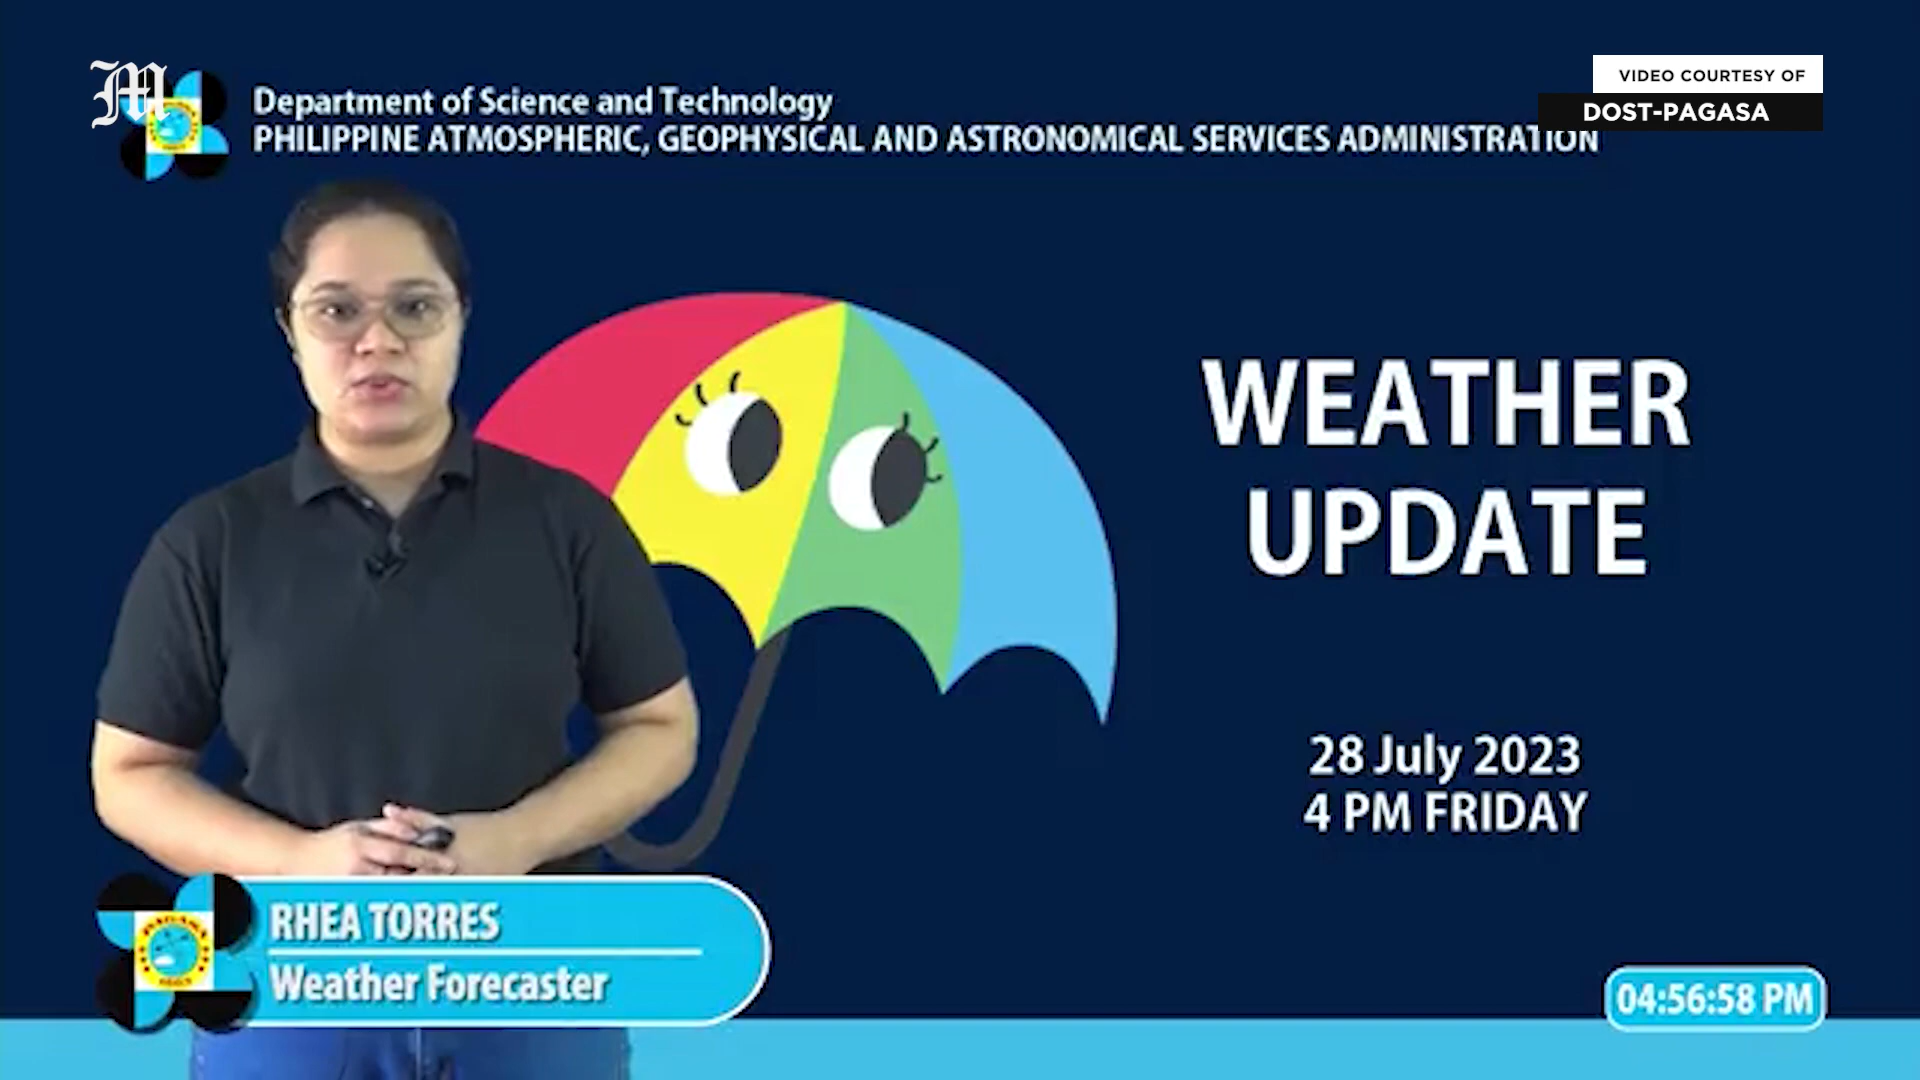 M
VIDEO COURTESY OF
DOST-PAGASA
Department of Science and Technology
PHILIPPINE ATMOSPHERIC, GEOPHYSICAL AND ASTRONOMICAL SERVICES ADMINISTRATION
WEATHER
UPDATE
28 July 2023
4 PM FRIDAY
RHEA TORRES
Weather Forecaster
04:56:58 PM